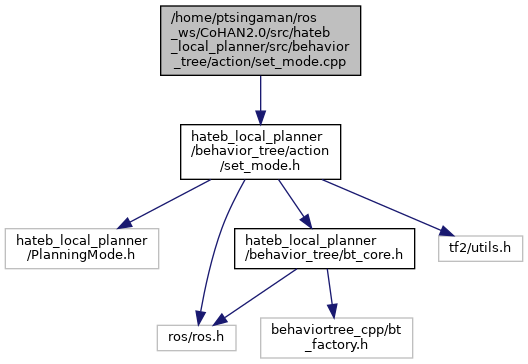 /home/ptsingaman/ros
_ws/CoHAN2.0/src/hateb
_local_planner/src/behavior
_tree/action/set_mode.cpp
hateb_local_planner
/behavior_tree/action
/set_mode.h
hateb_local_planner
/PlanningMode.h
hateb_local_planner
/behavior_tree/bt_core.h
tf2/utils.h
ros/ros.h
behaviortree_cpp/bt
_factory.h